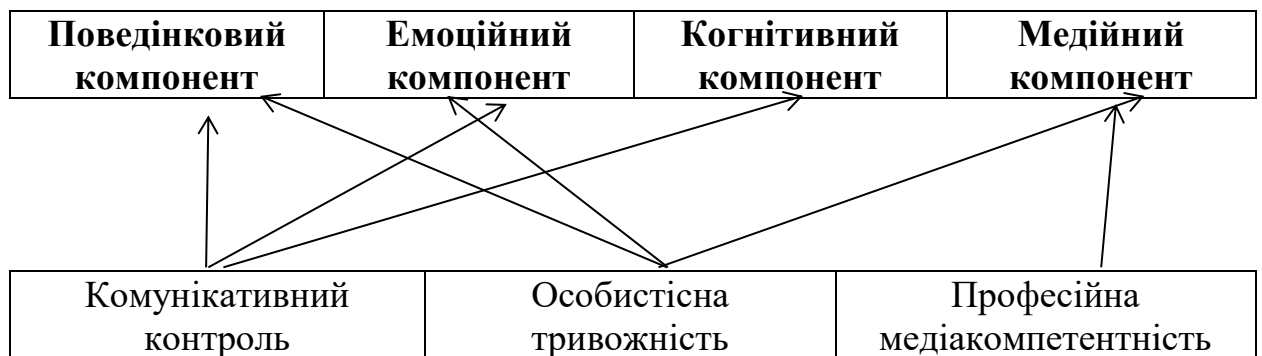 Поведінковий компонент
Емоційний компонент
Когнітивний компонент
Медійний компонент
Комунікативний контроль
Особистісна тривожність
Професійна медіакомпетентність